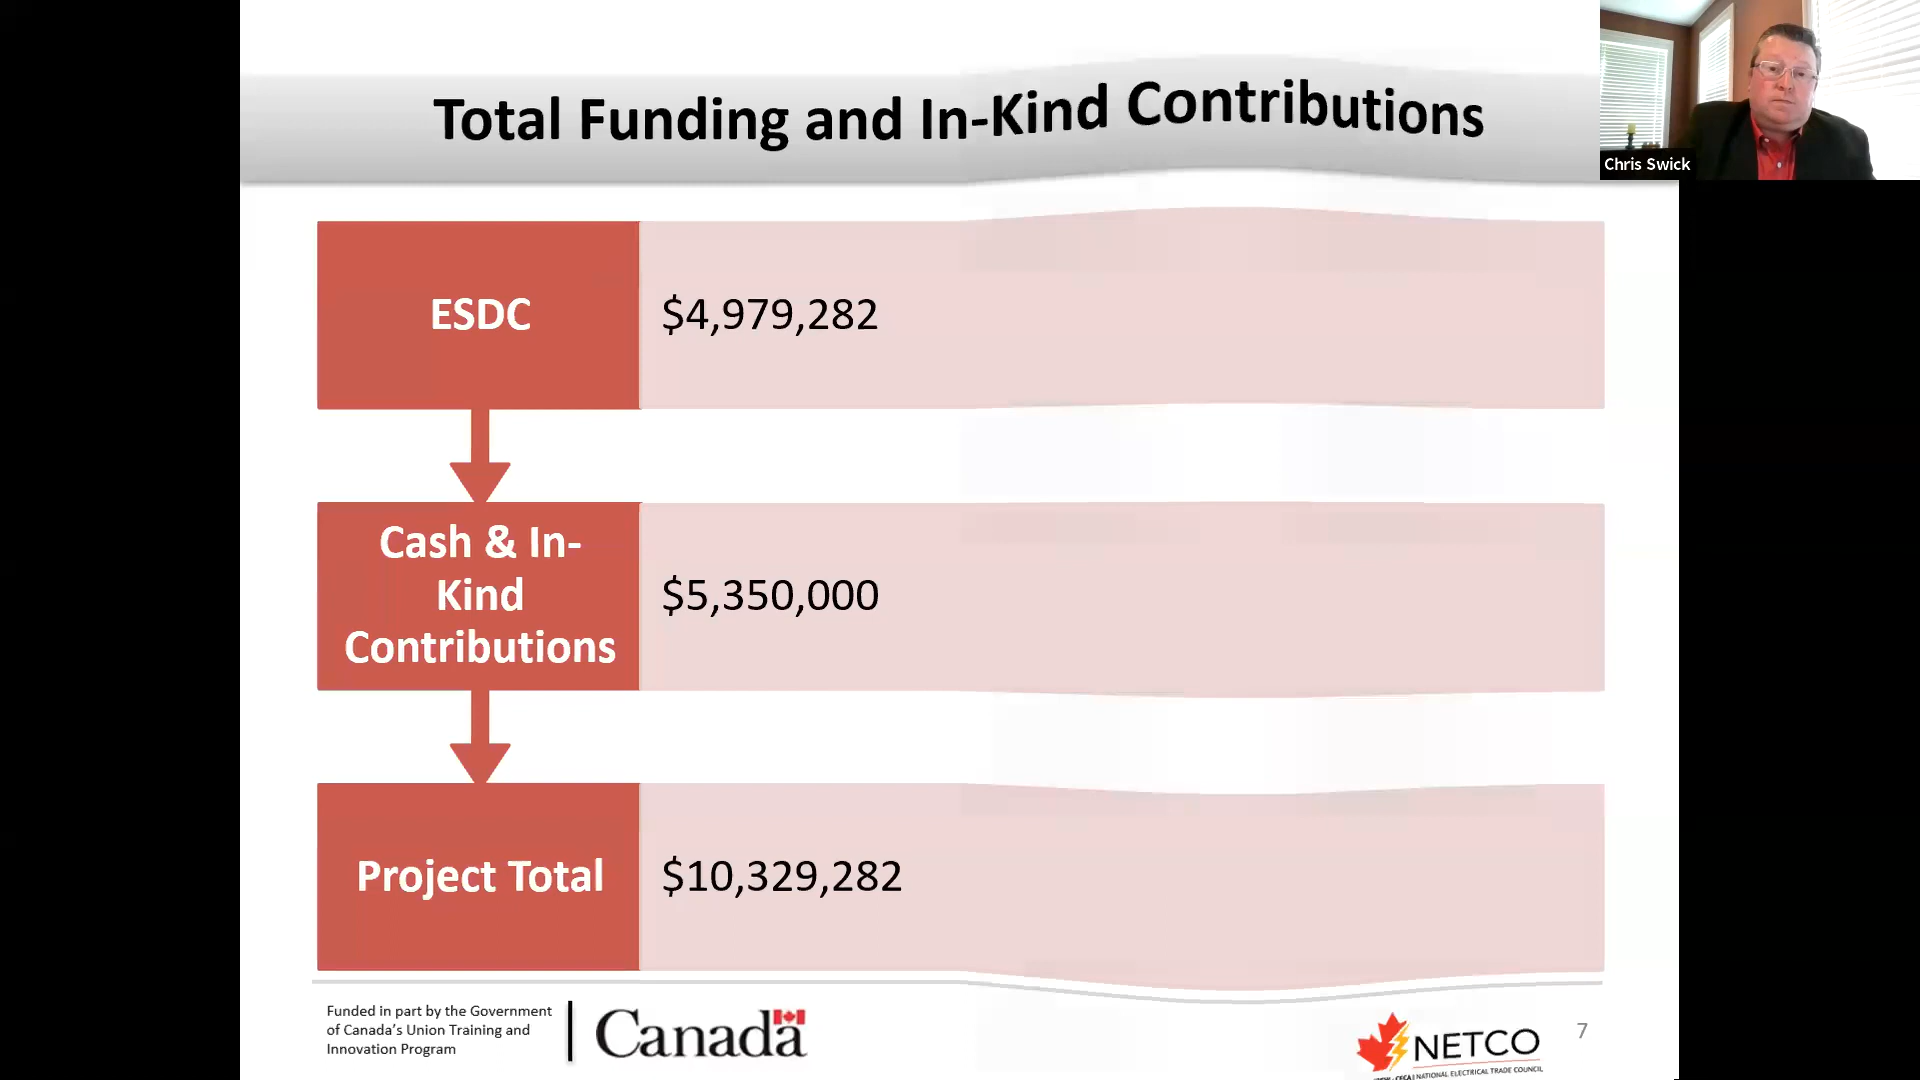 Total Funding and In-Kind Contributions
Chris Swick
ESDC
$4,979,282
Cash & In-
Kind
Contributions
$5,350,000
Project Total
$10,329,282
Funded in part by the Government
of Canada's Union Training and
Innovation Program
Canada
NETCO
CECA | NATIONAL ELECTRICAL TRADE COUNCIL
7